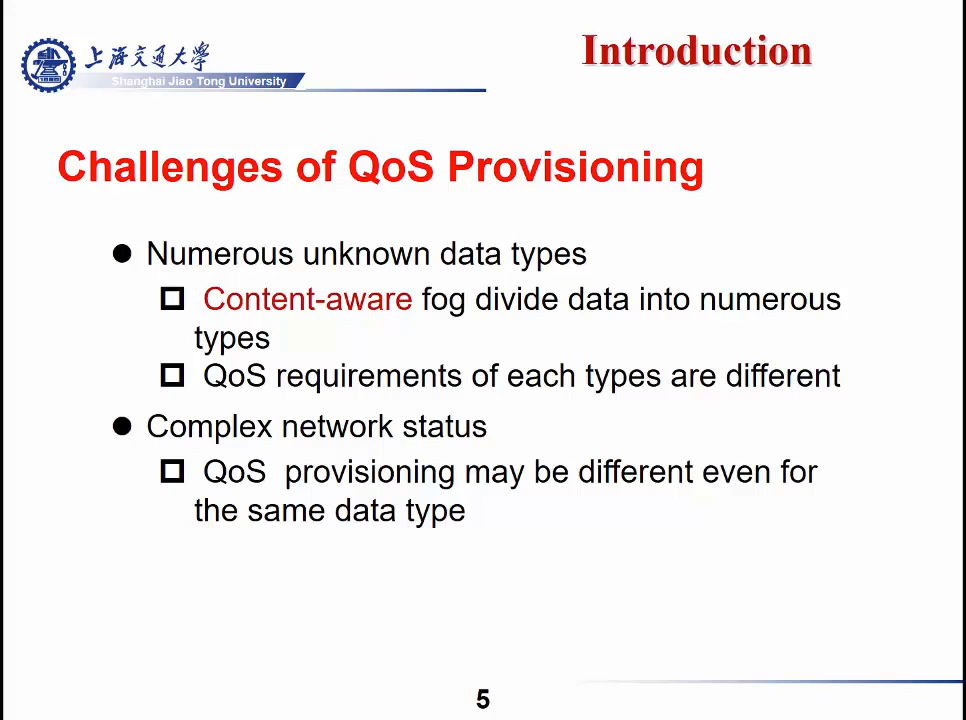 上海交通大学
Shanghai Jiao Tong University
Introduction
Challenges of QoS Provisioning
Numerous unknown data types
Content-aware fog divide data into numerous
types
QoS requirements of each types are different
Complex network status
QoS provisioning may be different even for
the same data type
5